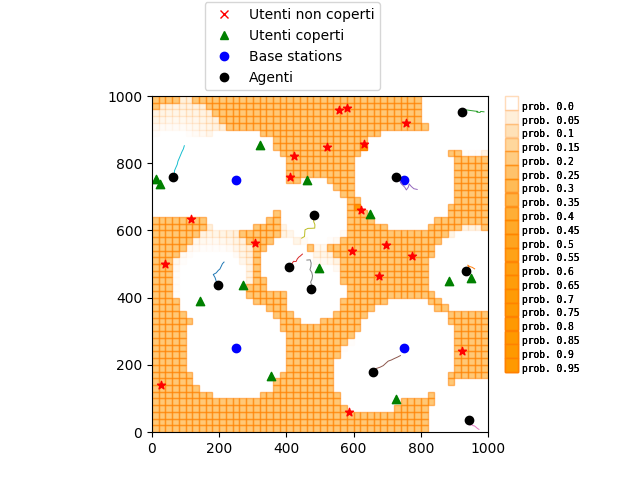 Utenti non coperti
Utenti coperti
Base stations
Agenti
1000
800
600
400
200
0
0 200 400 600 800 1000
prob. 0.0
prob. 0.05
prob. 0.1
prob. 0.15
prob. 0.2
prob. 0.25
prob. 0.3
prob. 0.35
prob. 0.4
prob. 0.45
prob. 0.5
prob. 0.55
prob. 0.6
prob. 0.65
prob. 0.7
prob. 0.75
prob. 0.8
prob. 0.85
prob. 0.9
prob. 0.95